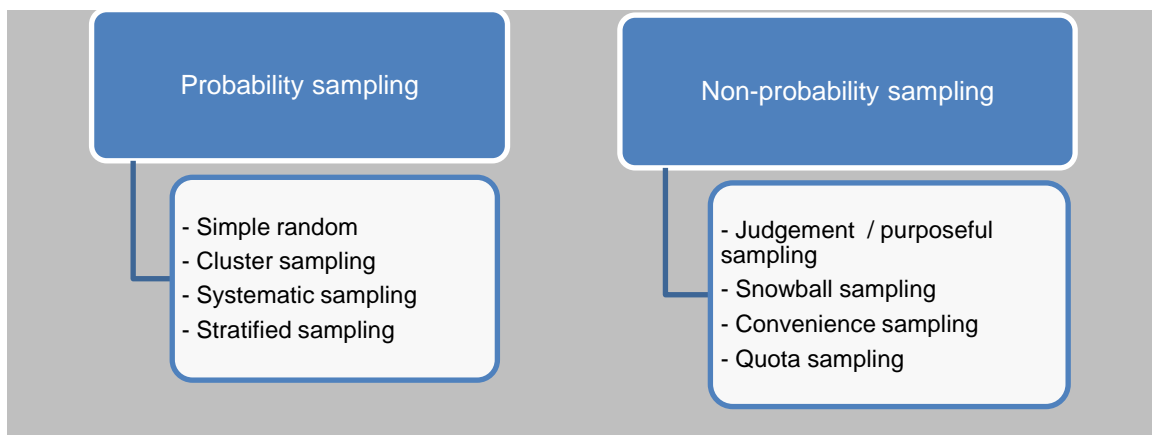 Probability sampling
- Simple random
- Cluster sampling
- Systematic sampling
- Stratified sampling
Non-probability sampling
- Judgement  / purposeful
sampling
- Snowball sampling
- Convenience sampling
- Quota sampling